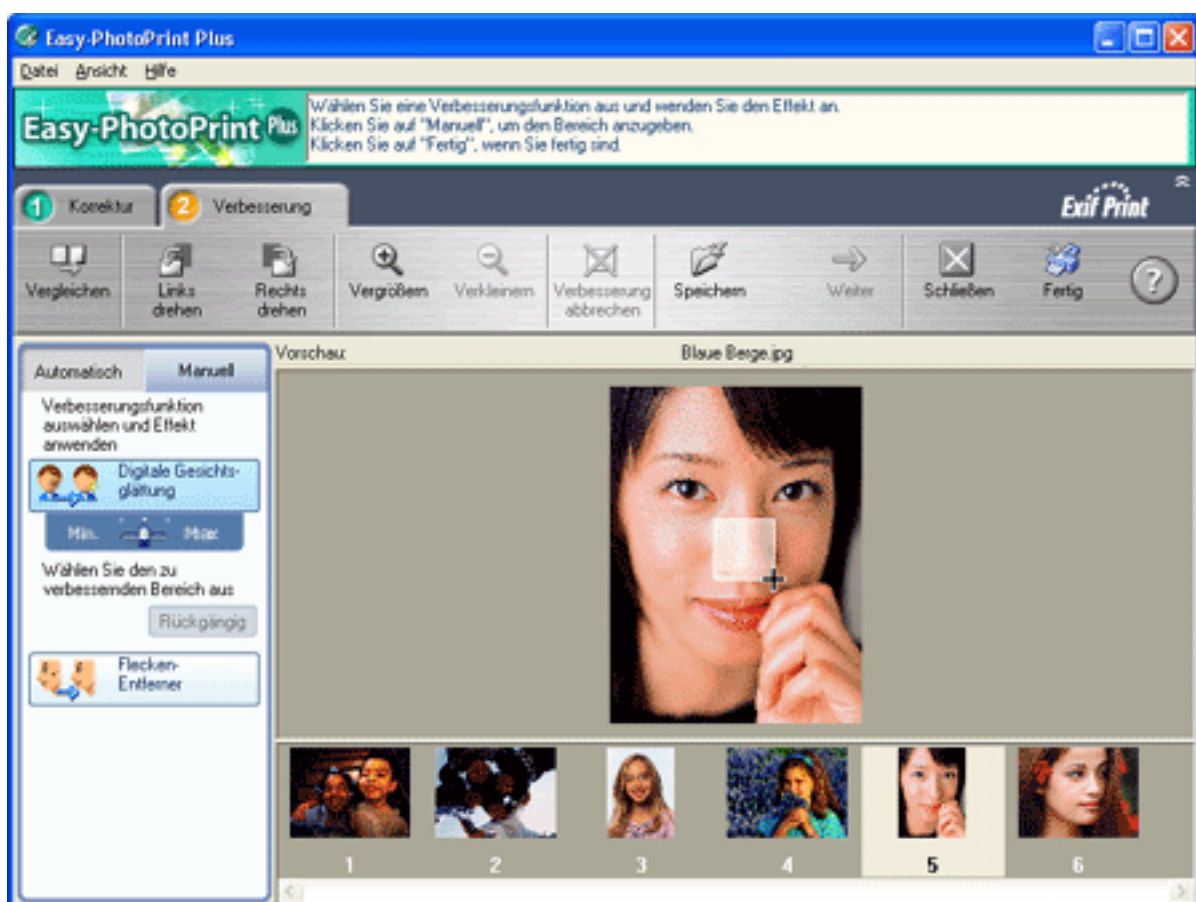 Easy-PhotoPrint Plus
Datei Ansicht Hilfe
Easy-PhotoPrint Plus
Wählen Sie eine Verbesserungsfunktion aus und wenden Sie den Effekt an.
Klicken Sie auf "Manuell", um den Bereich anzugeben.
Klicken Sie auf "Fertig", wenn Sie fertig sind.
1 Korrektur 2 Verbesserung
Exif Print
Vergleichen Links drehen Rechts drehen Vergrößern Verkleinern Verbesserung abbrechen Speichern Weiter Schließen Fertig ?
Automatisch Manuell
Vorschau: Blaue Berge.jpg
Verbesserungsfunktion
auswählen und Effekt
anwenden
Digitale Gesichts-
glättung
Min. Max
Wählen Sie den zu
verbessernden Bereich aus
Rückgängig
Flecken-
Entferner
1 2 3 4 5 6